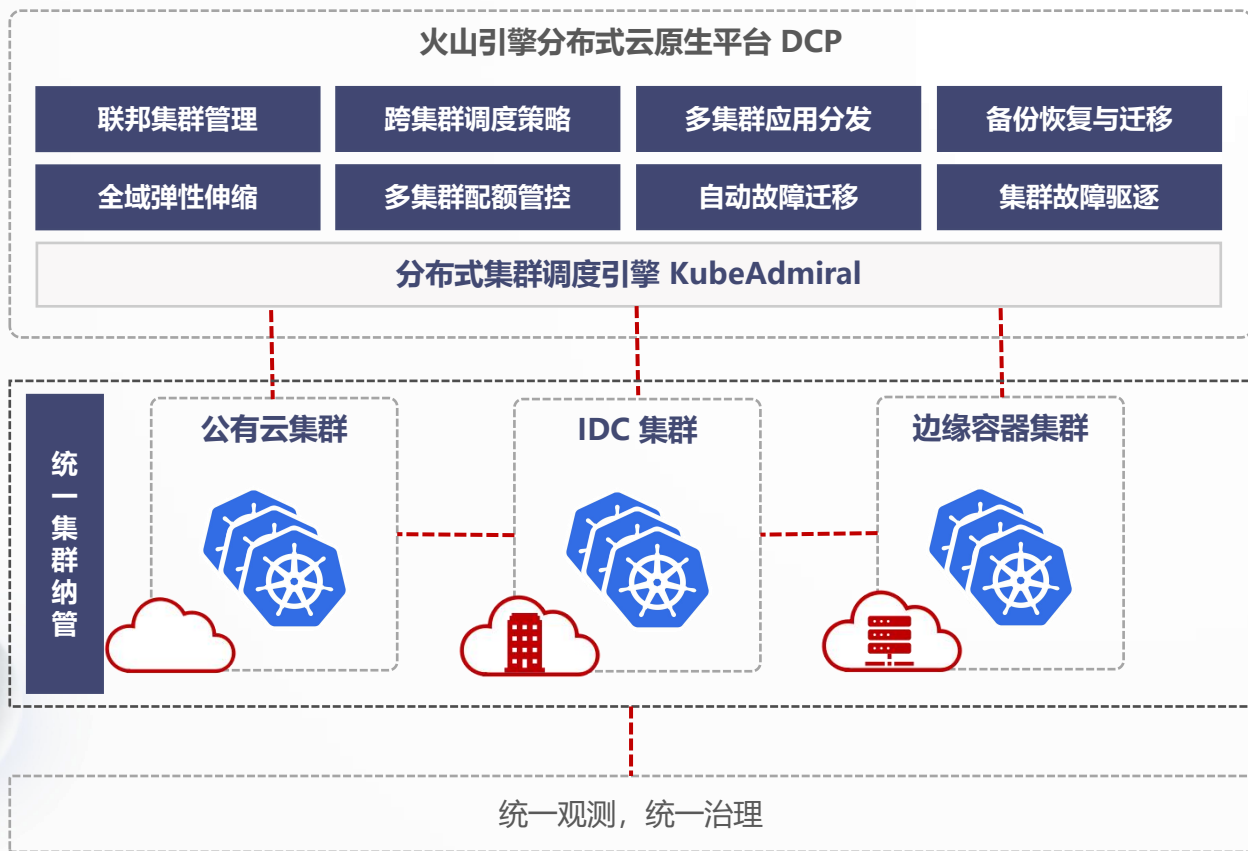 火山引擎分布式云原生平台 DCP
联邦集群管理
跨集群调度策略
多集群应用分发
备份恢复与迁移
全域弹性伸缩
多集群配额管控
自动故障迁移
集群故障驱逐
分布式集群调度引擎 KubeAdmiral
统一集群纳管
公有云集群
IDC 集群
边缘容器集群
统一观测，统一治理